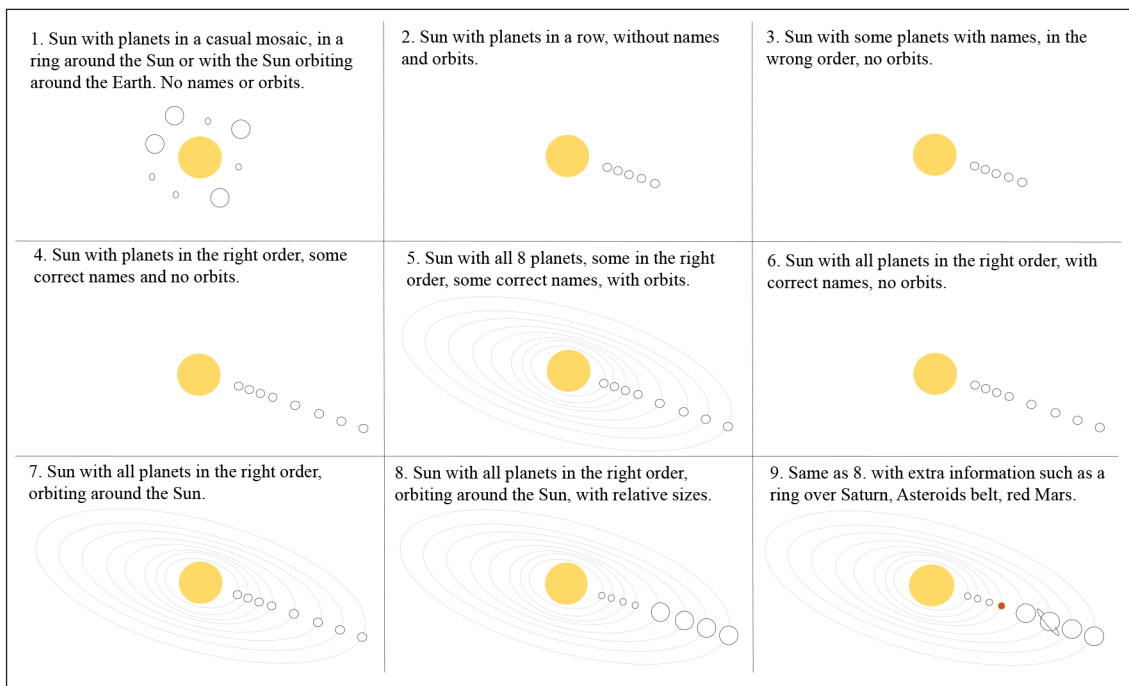 1. Sun with planets in a casual mosaic, in a
ring around the Sun or with the Sun orbiting
around the Earth. No names or orbits.
2. Sun with planets in a row, without names
and orbits.
3. Sun with some planets with names, in the
wrong order, no orbits.
4. Sun with planets in the right order, some
correct names and no orbits.
5. Sun with all 8 planets, some in the right
order, some correct names, with orbits.
6. Sun with all planets in the right order, with
correct names, no orbits.
7. Sun with all planets in the right order,
orbiting around the Sun.
8. Sun with all planets in the right order,
orbiting around the Sun, with relative sizes.
9. Same as 8. with extra information such as a
ring over Saturn, Asteroids belt, red Mars.